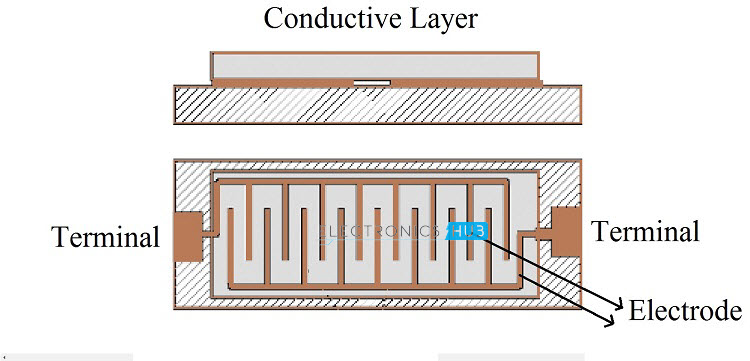 Conductive Layer
Terminal
ELECTRONICS HUB
Terminal
Electrode